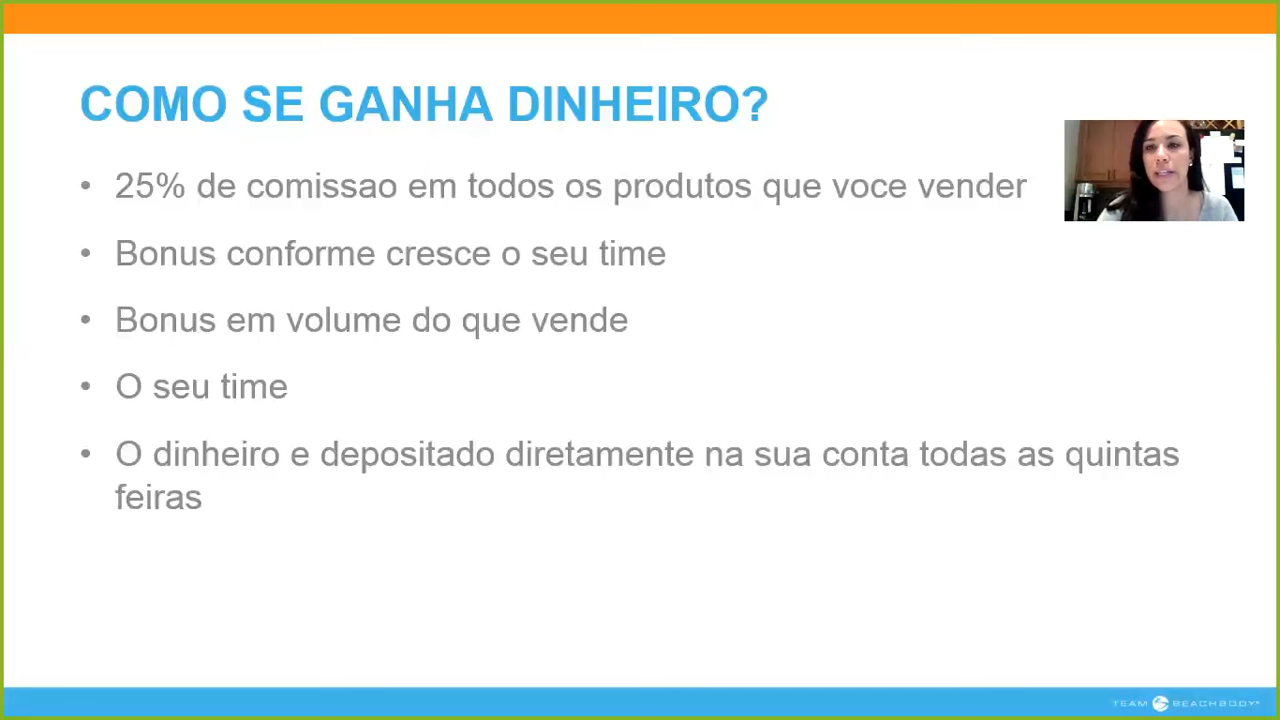 COMO SE GANHA DINHEIRO?
• 25% de comissao em todos os produtos que voce vender
• Bonus conforme cresce o seu time
• Bonus em volume do que vende
• O seu time
• O dinheiro e depositado diretamente na sua conta todas as quintas
feiras
TEAM BEACHBODY